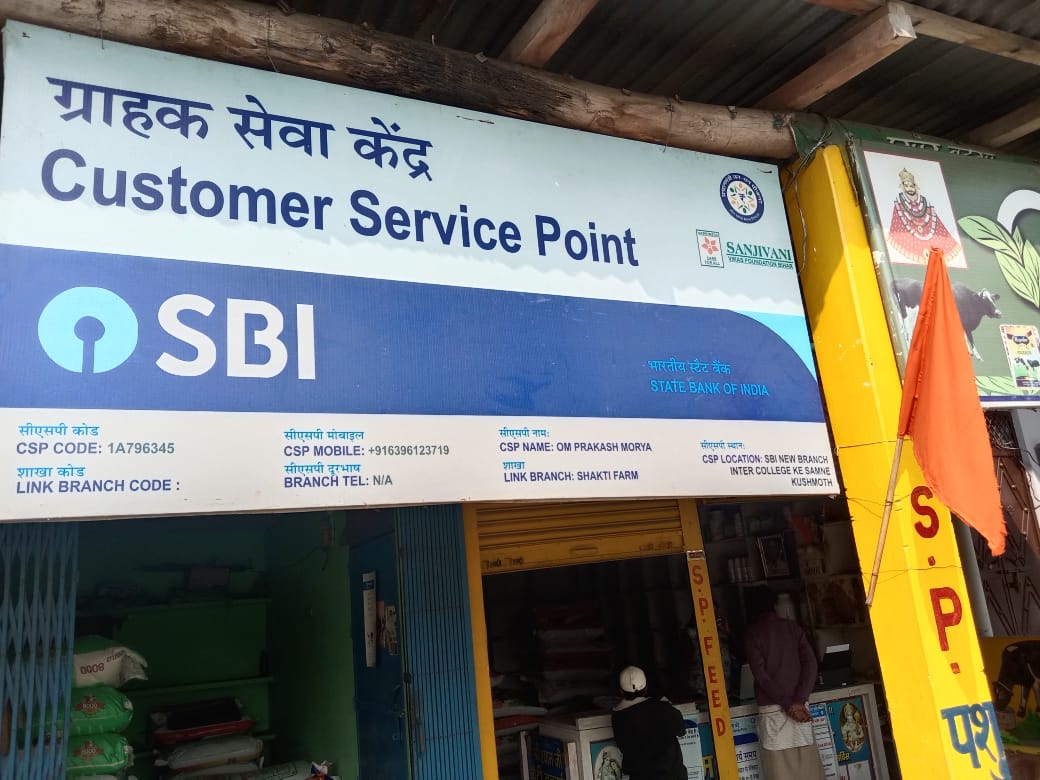 ग्राहक सेवा केंद्र
Customer Service Point
SANJIVANI
VIKAS FOUNDATION BIHAR
SBI
भारतीय स्टैट बैंक
STATE BANK OF INDIA
सीएसपी कोड
CSP CODE: 1A796345
शाखा कोड
LINK BRANCH CODE :
सीएसपी मोबाइल
CSP MOBILE: +916396123719
सीएसपी दूरभाष
BRANCH TEL: N/A
सीएसपी नाम:
CSP NAME: OM PRAKASH MORYA
शाखा
LINK BRANCH: SHAKTI FARM
सीएसपी स्थान:
CSP LOCATION: SBI NEW BRANCH
INTER COLLEGE KE SAMNE
KUSHMOTH
S.P.
S.P. FEED
8000